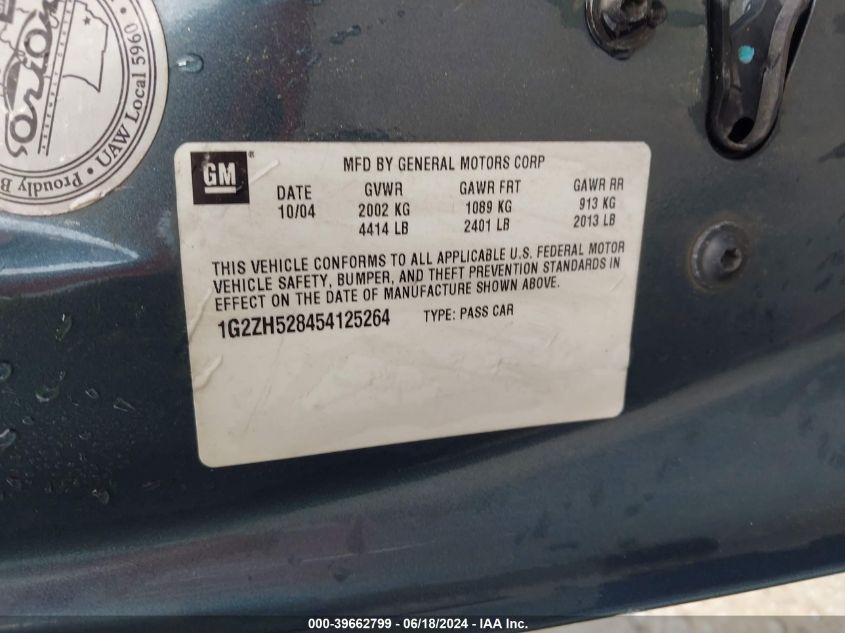 UAW Local 5960
Proudly B
GM
MFD BY GENERAL MOTORS CORP
DATE GVWR GAWR FRT GAWR RR
10/04 2002 KG 1089 KG 913 KG
4414 LB 2401 LB 2013 LB
THIS VEHICLE CONFORMS TO ALL APPLICABLE U.S. FEDERAL MOTOR
VEHICLE SAFETY, BUMPER, AND THEFT PREVENTION STANDARDS IN
EFFECT ON THE DATE OF MANUFACTURE SHOWN ABOVE.
1G2ZH528454125264 TYPE: PASS CAR
000-39662799 - 06/18/2024 - IAA Inc.